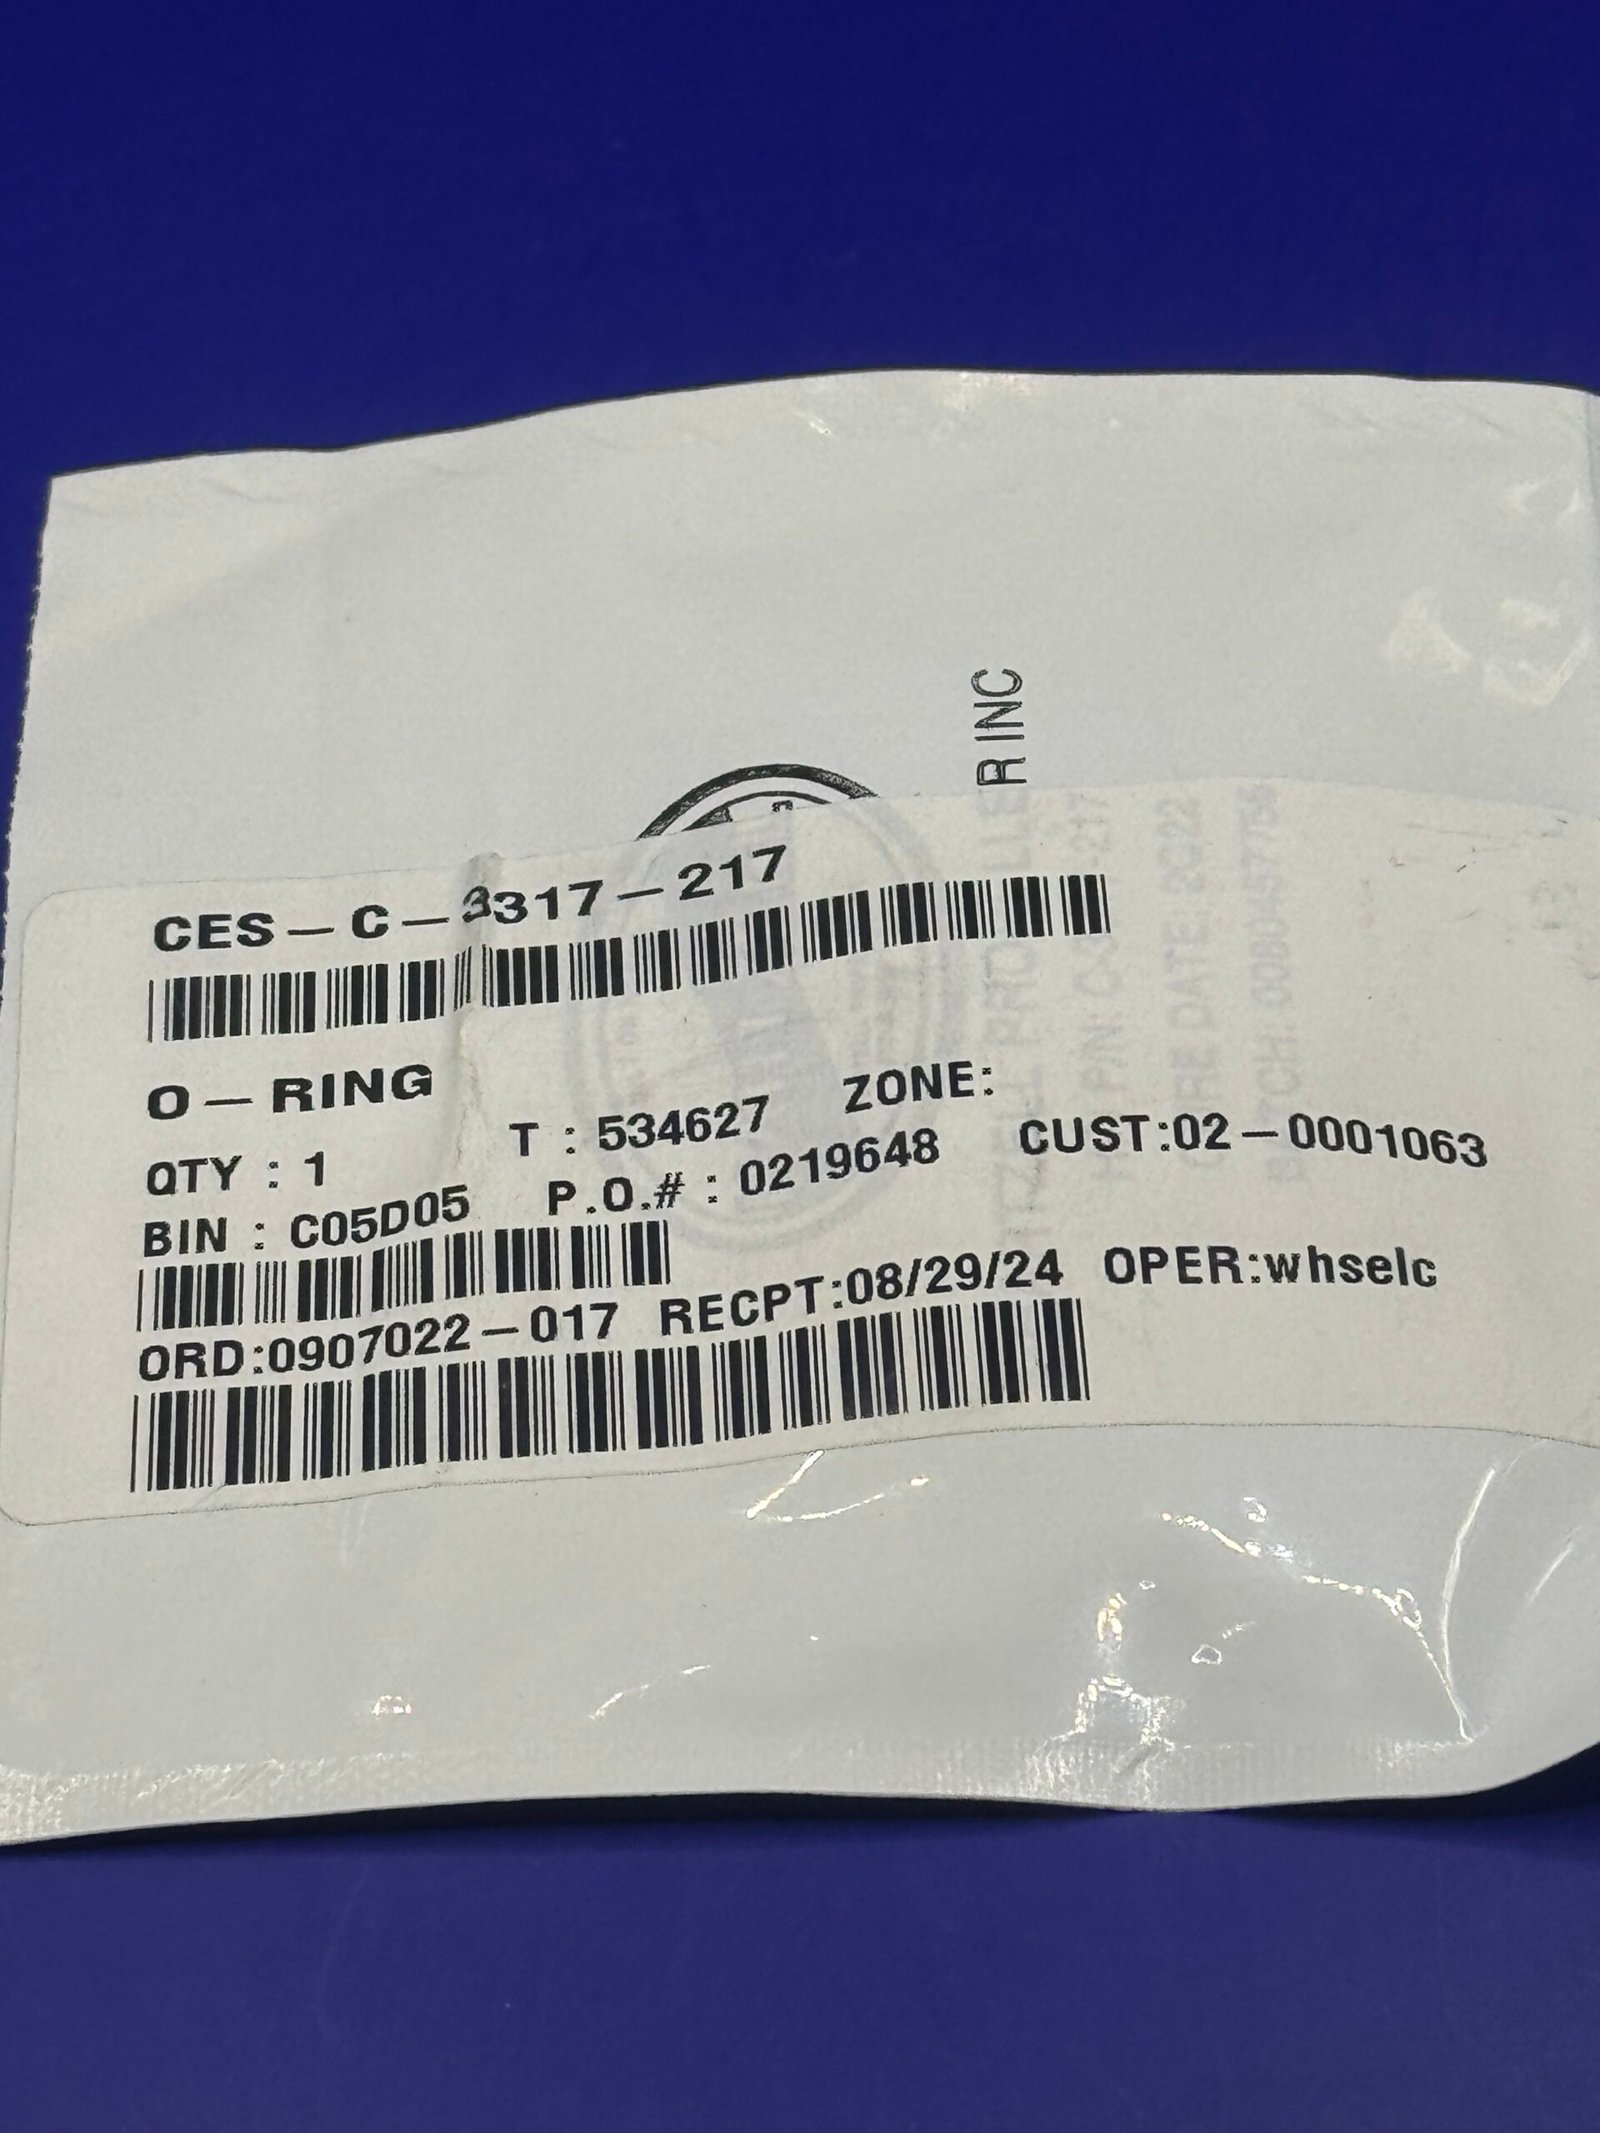 R INC
CES-C-3317-217
O-RING
QTY : 1 T : 534627 ZONE:
BIN : C05D05 P.O.# : 0219648 CUST:02-0001063
ORD:0907022-017 RECPT:08/29/24 OPER:whselc